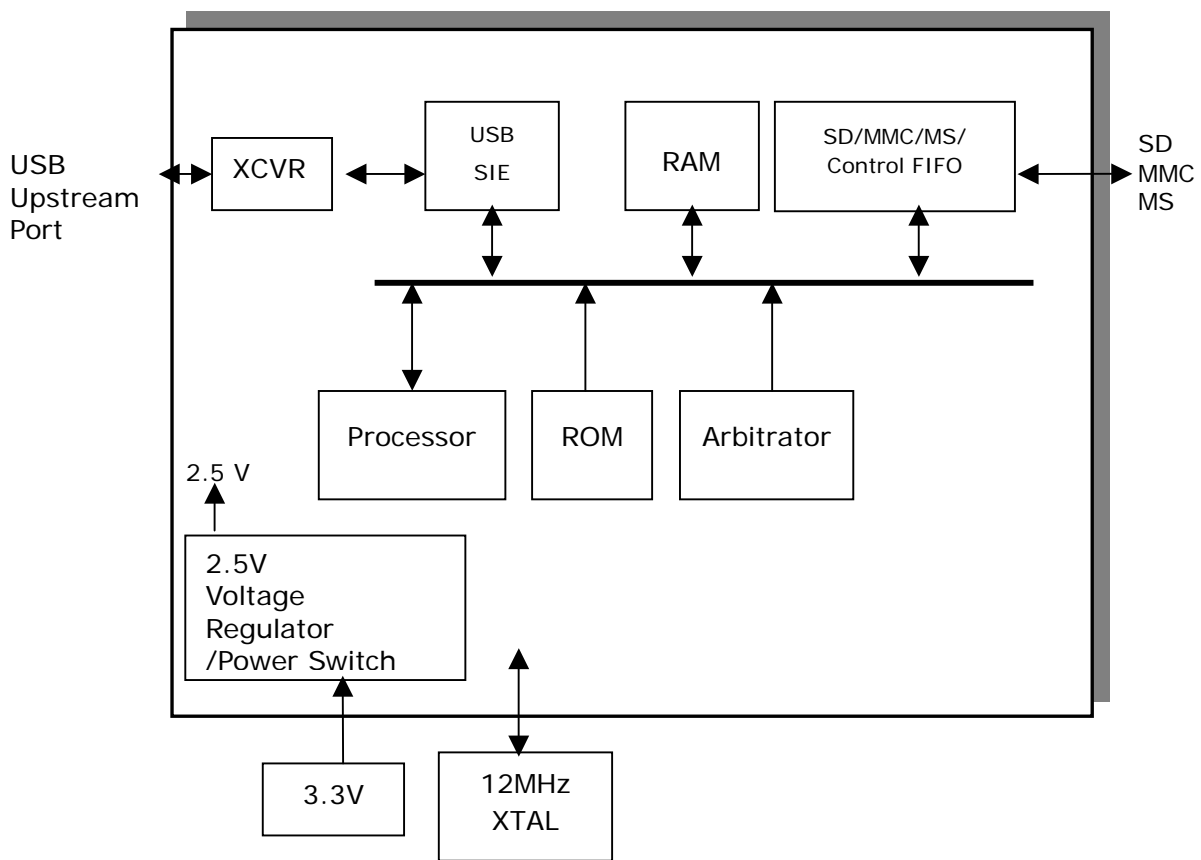 USB
Upstream
Port
XCVR
USB
SIE
RAM
SD/MMC/MS/
Control FIFO
SD
MMC
MS
Processor
ROM
Arbitrator
2.5 V
2.5V
Voltage
Regulator
/Power Switch
3.3V
12MHz
XTAL